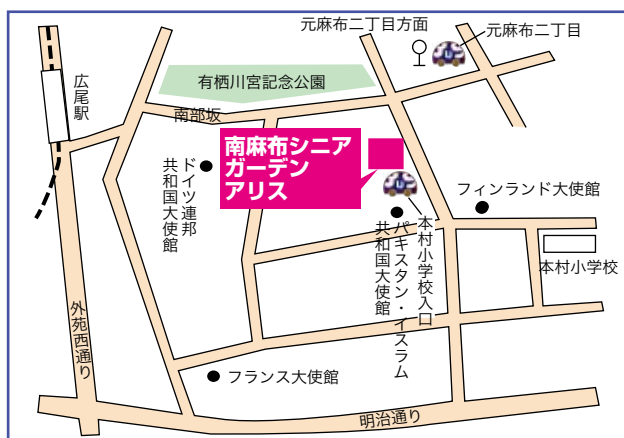 元麻布二丁目方面
元麻布二丁目
広尾駅
有栖川宮記念公園
南部坂
南麻布シニア
ガーデン
アリス
ドイツ連邦
共和国大使館
フィンランド大使館
本村小学校入口
パキスタン・イスラム
共和国大使館
本村小学校
外苑西通り
フランス大使館
明治通り